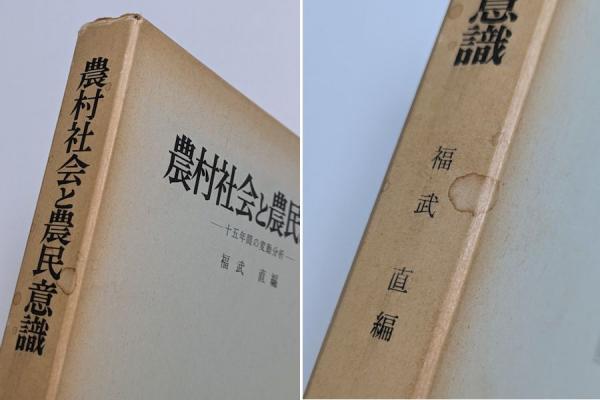 農村社会と農民意識
農村社会と農民
―十五年間の変動分析―
福武 直編
意識
福武 直編